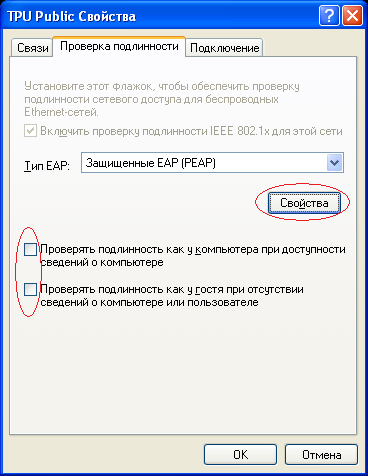 TPU Public Свойства
Связи Проверка подлинности Подключение
Установите этот флажок, чтобы обеспечить проверку
подлинности сетевого доступа для беспроводных
Ethernet-сетей.
Включить проверку подлинности IEEE 802.1x для этой сети
Тип EAP: Защищенные EAP (PEAP)
Свойства
Проверять подлинность как у компьютера при доступности
сведений о компьютере
Проверять подлинность как у гостя при отсутствии
сведений о компьютере или пользователе
OK Отмена